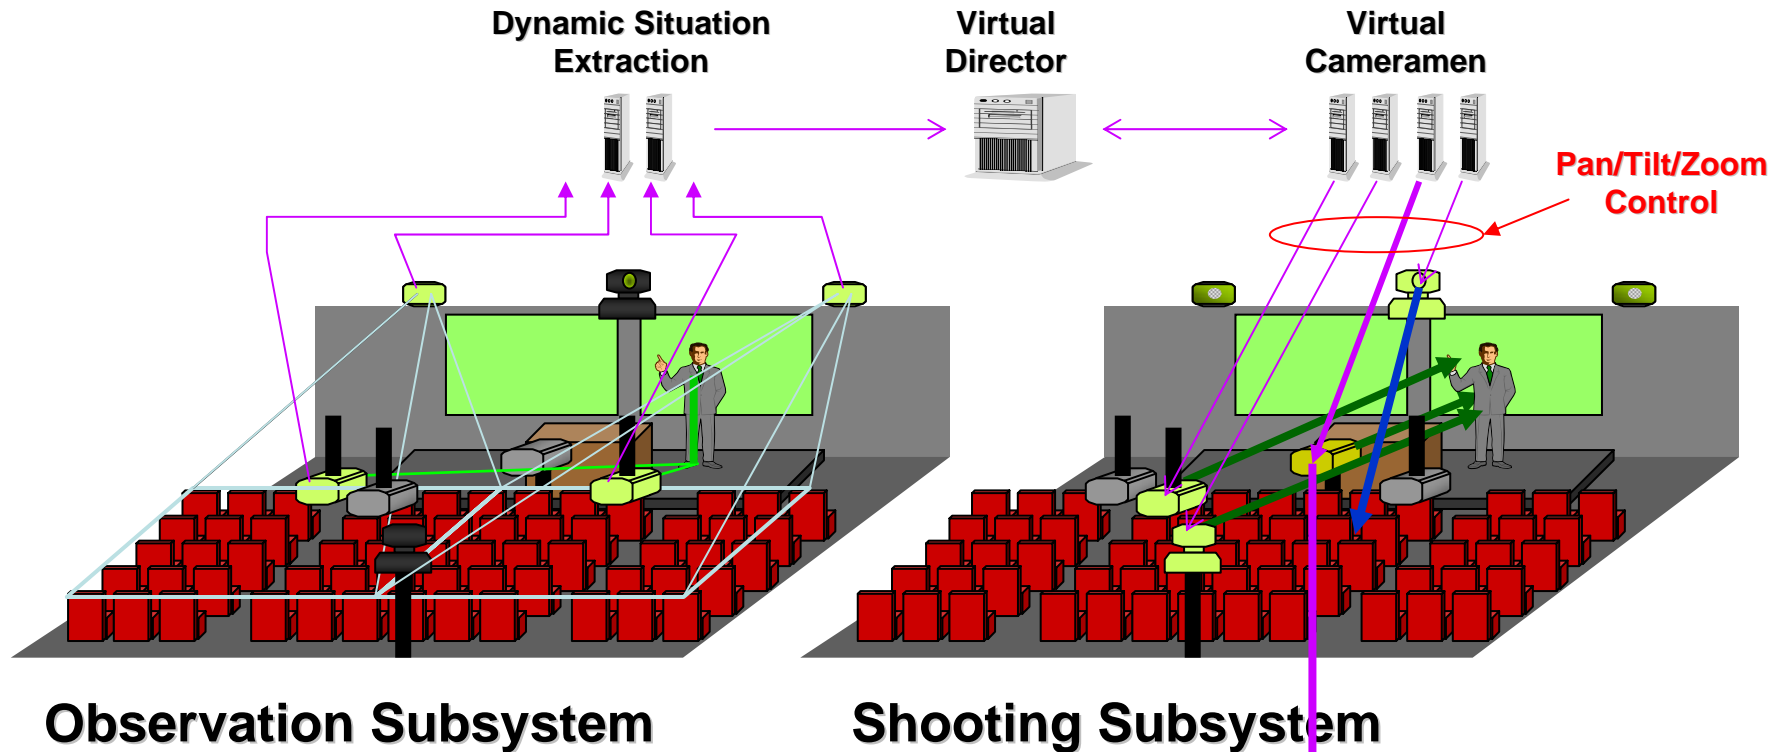 Dynamic Situation
Extraction
Virtual
Director
Virtual
Cameramen
Pan/Tilt/Zoom
Control
Observation Subsystem
Shooting Subsystem